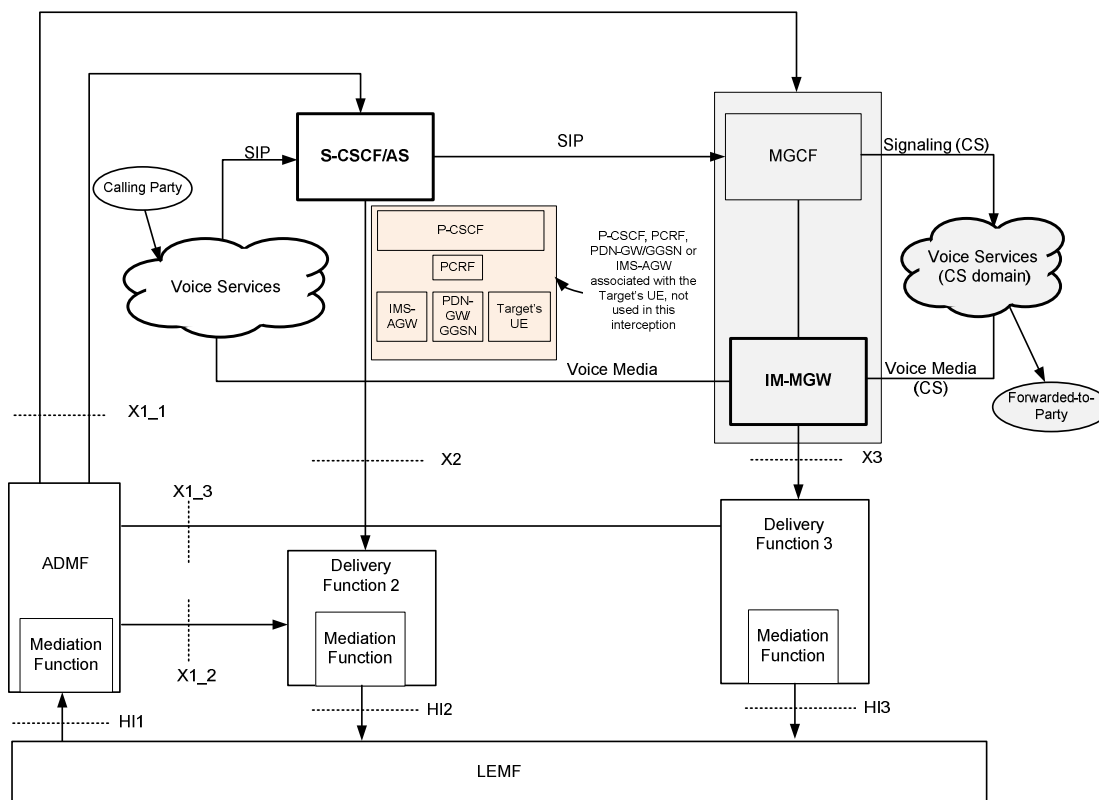 SIP
S-CSCF/AS
SIP
MGCF
Signaling (CS)
Calling Party
P-CSCF
PCRF
IMS-
AGW
PDN-
GW/
GGSN
Target's
UE
P-CSCF, PCRF,
PDN-GW/GGSN or
IMS-AGW
associated with the
Target's UE, not
used in this
interception
Voice Services
Voice Services
(CS domain)
Voice Media
IM-MGW
Voice Media
(CS)
Forwarded-to-
Party
X1_1
X2
X3
X1_3
ADMF
Mediation
Function
X1_2
Delivery
Function 2
Mediation
Function
Delivery
Function 3
Mediation
Function
HI1
HI2
HI3
LEMF